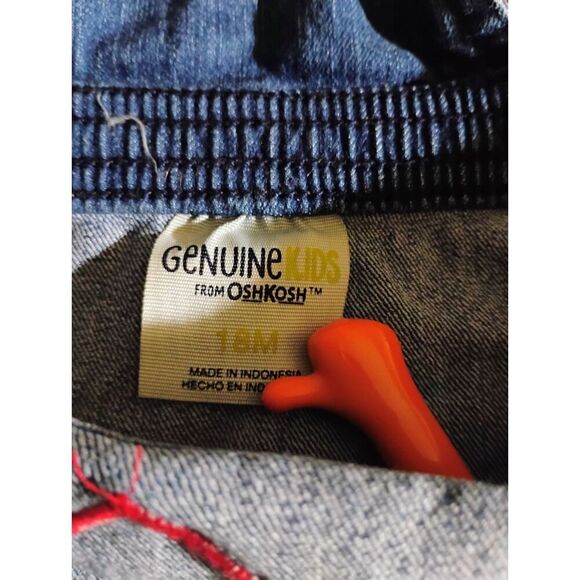 GENUINE KIDS
FROM OSHKOSH™
18M
MADE IN INDONESIA
HECHO EN